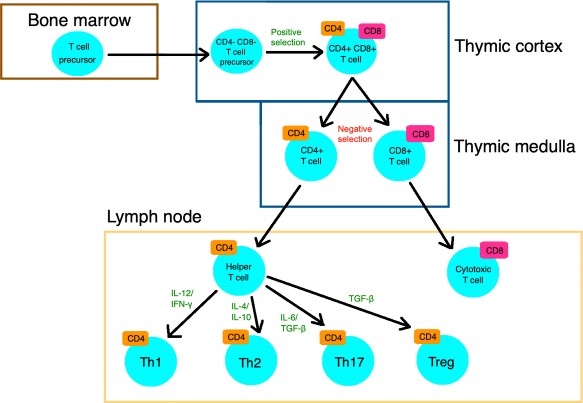 Bone marrow
T cell
precursor
CD4- CD8-
T cell
precursor
Positive
selection
CD4
CD8
CD4+ CD8+
T cell
Thymic cortex
CD4
CD4+
T cell
Negative
selection
CD8
CD8+
T cell
Thymic medulla
Lymph node
CD4
Helper
T cell
CD8
Cytotoxic
T cell
IL-12/
IFN-γ
IL-4/
IL-10
IL-6/
TGF-β
TGF-β
CD4
Th1
CD4
Th2
CD4
Th17
CD4
Treg